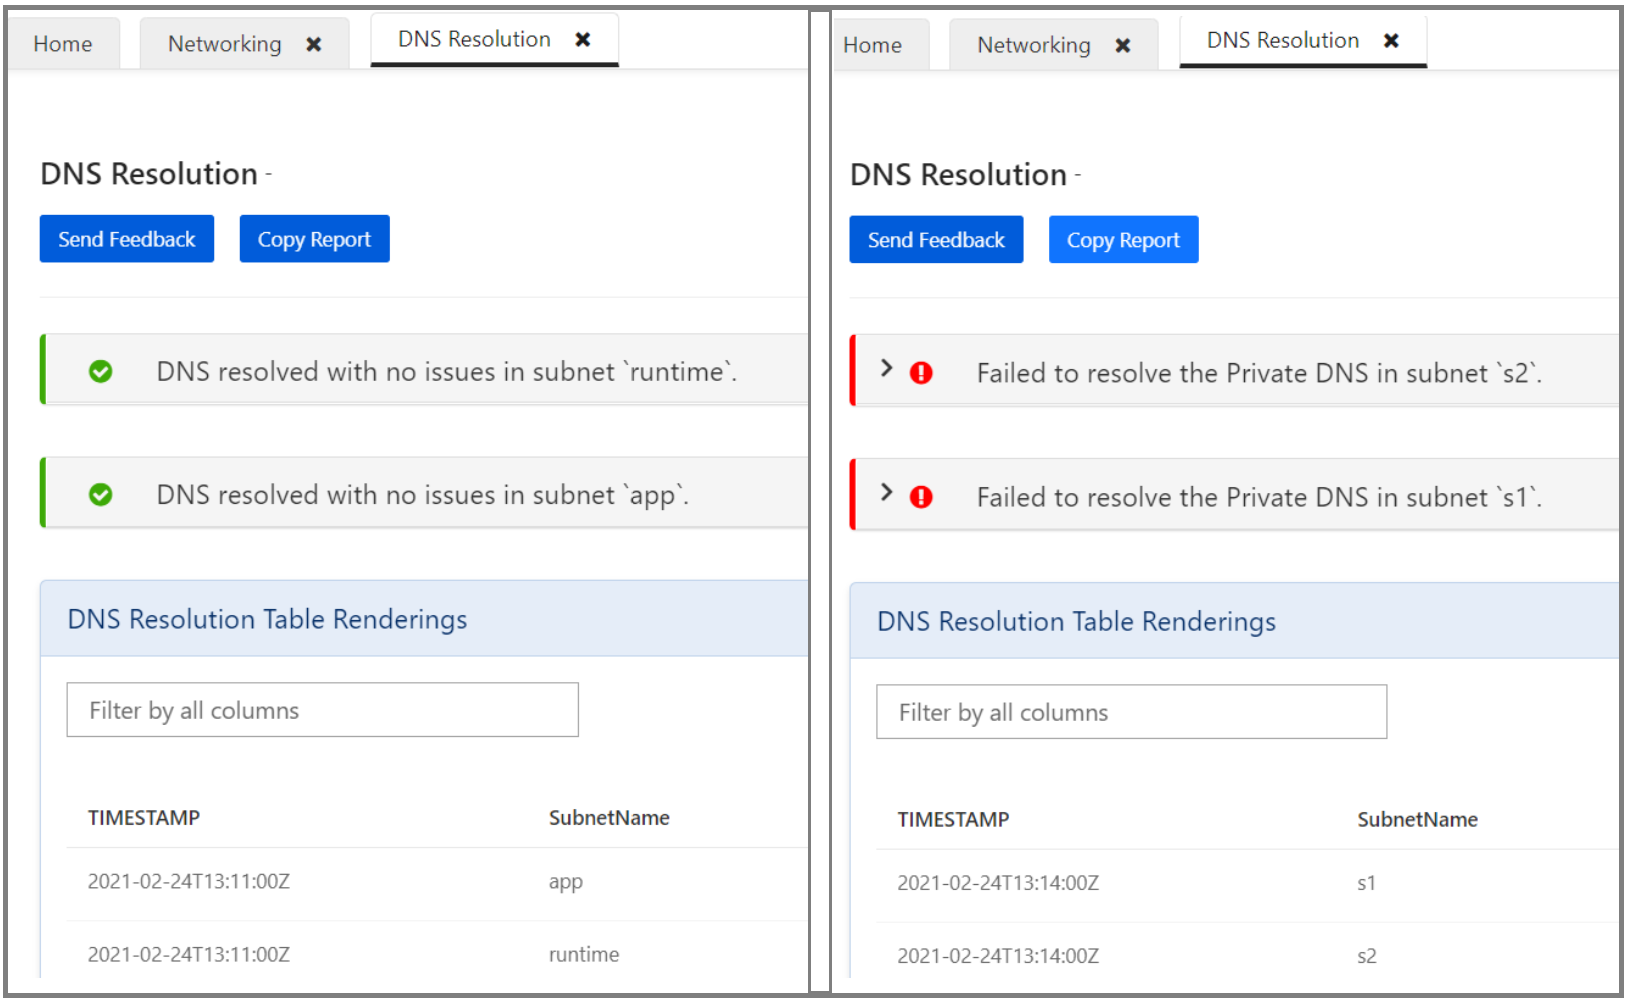 Home
Networking ✖
DNS Resolution ✖
DNS Resolution -
Send Feedback
Copy Report
DNS resolved with no issues in subnet `runtime`.
DNS resolved with no issues in subnet `app`.
DNS Resolution Table Renderings
Filter by all columns
TIMESTAMP SubnetName
2021-02-24T13:11:00Z app
2021-02-24T13:11:00Z runtime
Home
Networking ✖
DNS Resolution ✖
DNS Resolution -
Send Feedback
Copy Report
Failed to resolve the Private DNS in subnet `s2`.
Failed to resolve the Private DNS in subnet `s1`.
DNS Resolution Table Renderings
Filter by all columns
TIMESTAMP SubnetName
2021-02-24T13:14:00Z s1
2021-02-24T13:14:00Z s2